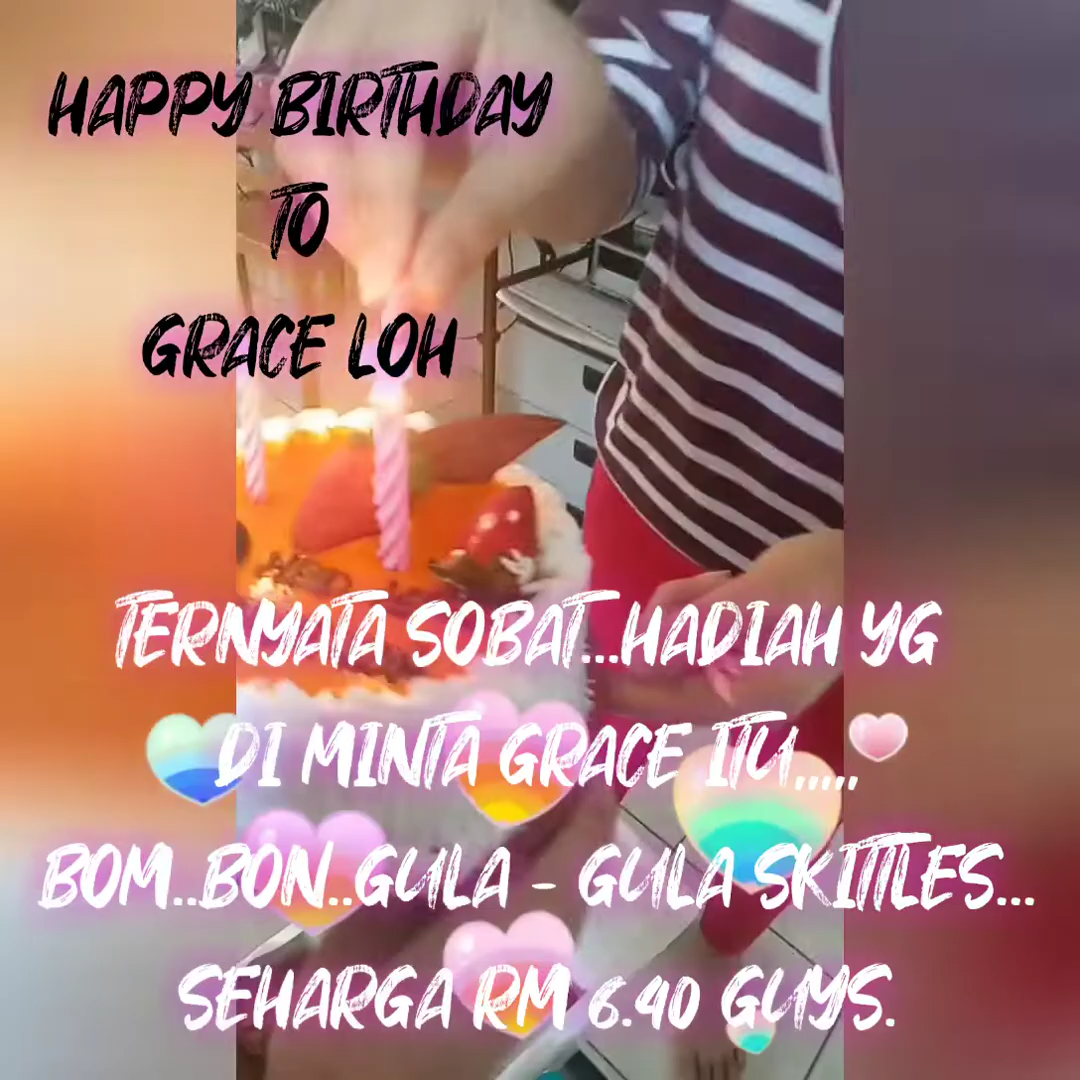 HAPPY BIRTHDAY
TO
GRACE LOH
TERNYATA SOBAT...HADIAH YG
DI MINTA GRACE ITU,,,,,
BOM..BON..GULA - GULA SKITTLES...
SEHARGA RM 6.40 GUYS.